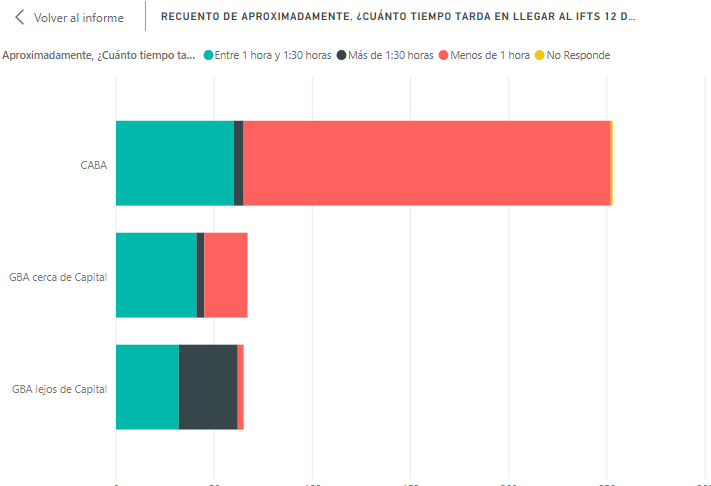 Volver al informe
RECUENTO DE APROXIMADAMENTE, ¿CUÁNTO TIEMPO TARDA EN LLEGAR AL IFTS 12 D...
Aproximadamente, ¿Cuánto tiempo ta... Entre 1 hora y 1:30 horas Más de 1:30 horas Menos de 1 hora No Responde
CABA
GBA cerca de Capital
GBA lejos de Capital